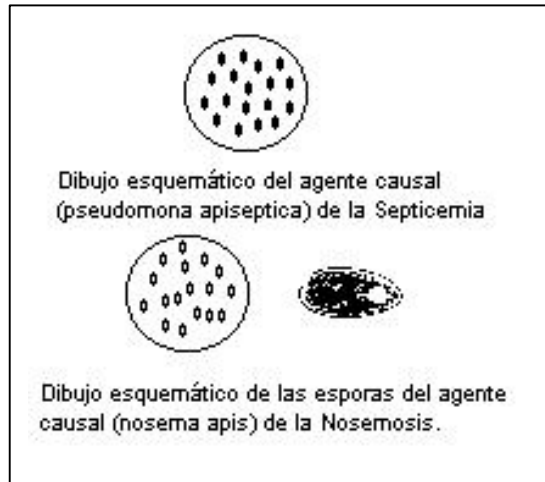 Dibujo esquemático del agente causal
(pseudomona apiseptica) de la Septicemia
Dibujo esquemático de las esporas del agente
causal (nosema apis) de la Nosemosis.